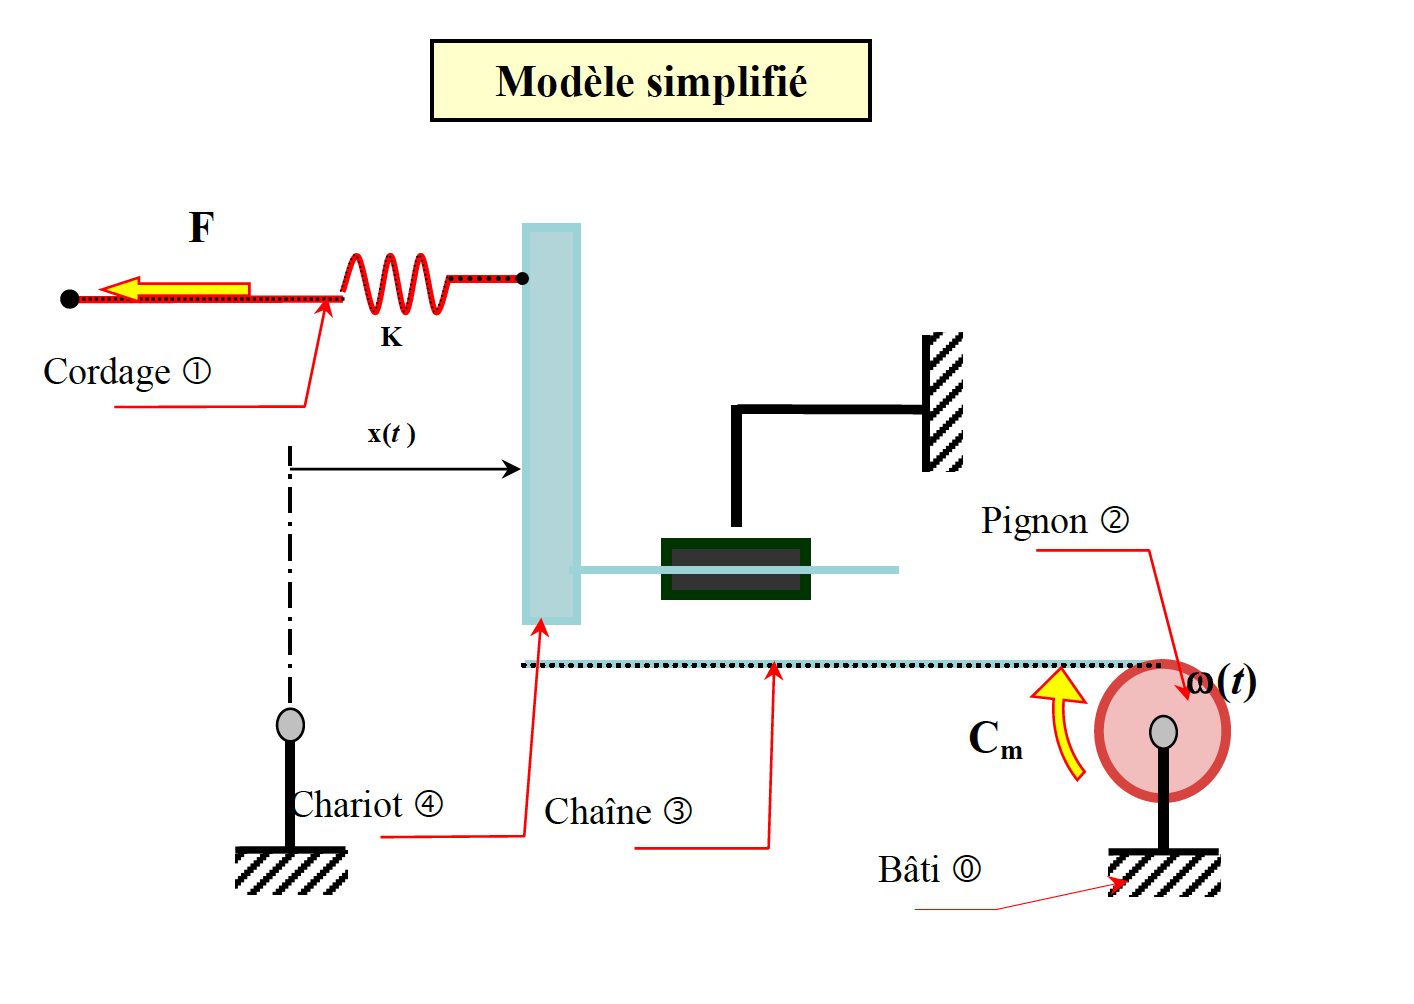 Modèle simplifié
F
K
Cordage ①
x(t )
Pignon ②
ω(t)
Cm
Chariot ④
Chaîne ③
Bâti ⓪